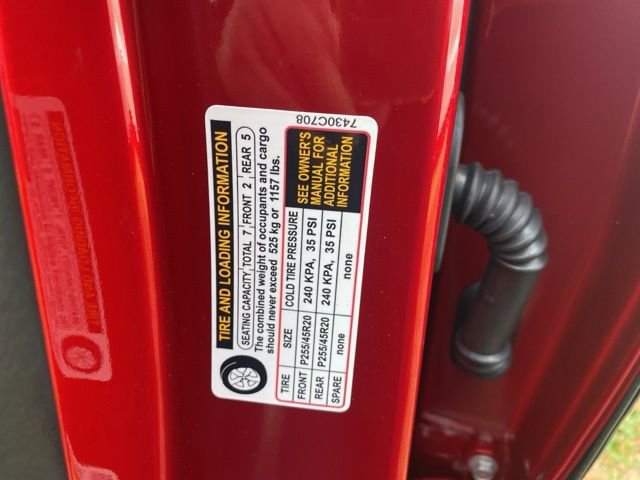 TIRE AND LOADING INFORMATION
SEATING CAPACITY TOTAL 7 FRONT 2 REAR 5
The combined weight of occupants and cargo
should never exceed 525 kg or 1157 lbs.
TIRE SIZE COLD TIRE PRESSURE
FRONT P255/45R20 240 KPA, 35 PSI
REAR P255/45R20 240 KPA, 35 PSI
SPARE none none
SEE OWNER'S
MANUAL FOR
ADDITIONAL
INFORMATION
7430C708